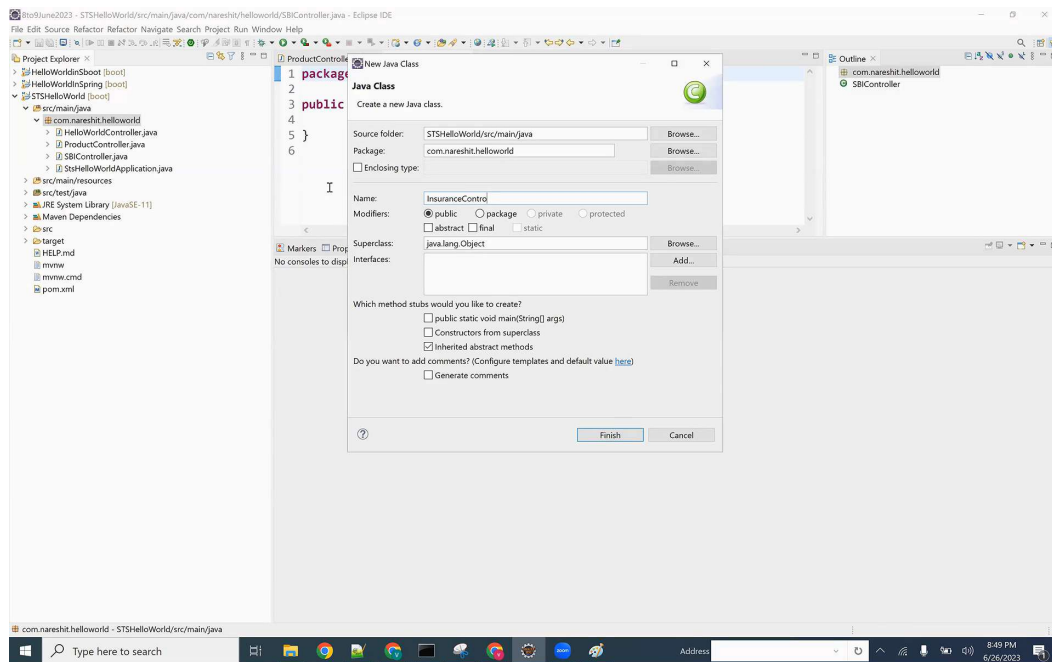 8to9June2023 - STSHelloWorld/src/main/java/com/nareshit/helloworld/SBIController.java - Eclipse IDE
File Edit Source Refactor Refactor Navigate Search Project Run Window Help
Project Explorer
HelloWorldinSboot [boot]
HelloWorldInSpring [boot]
STSHelloWorld [boot]
src/main/java
com.nareshit.helloworld
HelloWorldController.java
ProductController.java
SBIController.java
StsHelloWorldApplication.java
src/main/resources
src/test/java
JRE System Library [JavaSE-11]
Maven Dependencies
src
target
HELP.md
mvnw
mvnw.cmd
pom.xml
ProductControlle
1 package
2
3 public
4
5 }
6
Markers Prop
No consoles to displ
New Java Class
Java Class
Create a new Java class.
Source folder: STSHelloWorld/src/main/java Browse...
Package: com.nareshit.helloworld Browse...
Enclosing type: Browse...
Name: InsuranceContro
Modifiers: public package private protected
abstract final static
Superclass: java.lang.Object Browse...
Interfaces: Add...
Remove
Which method stubs would you like to create?
public static void main(String[] args)
Constructors from superclass
Inherited abstract methods
Do you want to add comments? (Configure templates and default value here)
Generate comments
Finish Cancel
Outline
com.nareshit.helloworld
SBIController
com.nareshit.helloworld - STSHelloWorld/src/main/java
Type here to search
zoom
Address
8:49 PM
6/26/2023